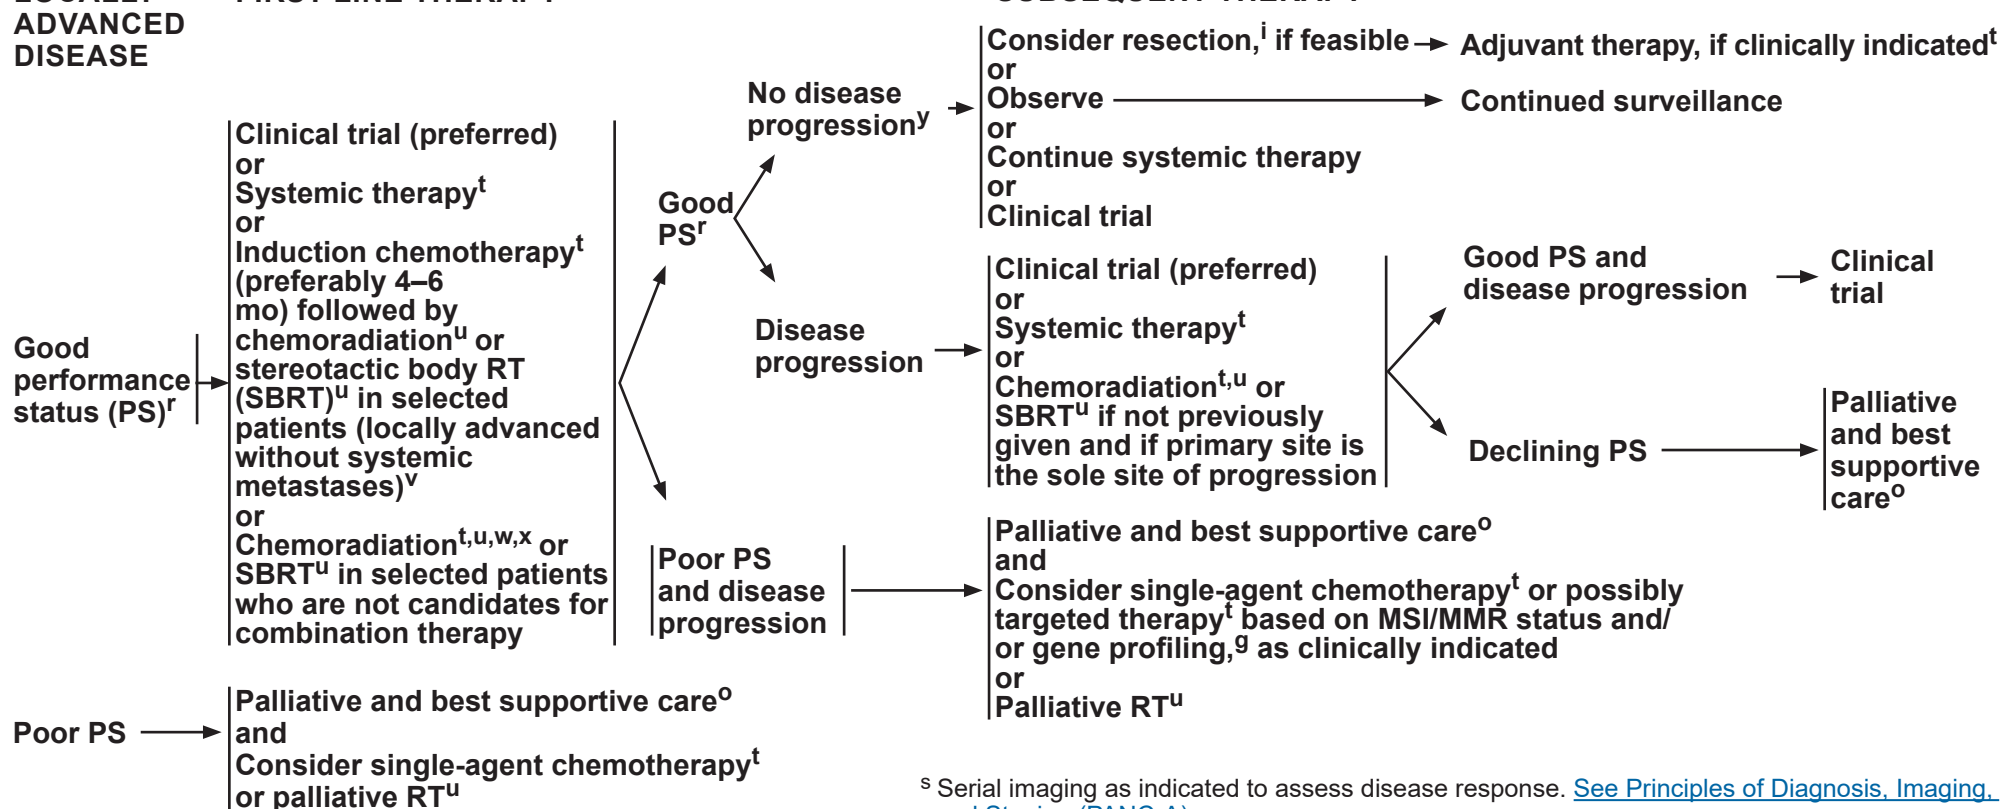 ADVANCED
DISEASE
Good
performance
status (PS)r
Clinical trial (preferred)
or
Systemic therapyt
or
Induction chemotherapyt
(preferably 4–6
mo) followed by
chemoradiationu or
stereotactic body RT
(SBRT)u in selected
patients (locally advanced
without systemic
metastases)v
or
Chemoradiationt,u,w,x or
SBRTu in selected patients
who are not candidates for
combination therapy
Good
PSr
No disease
progressiony
Consider resection,i if feasible
Adjuvant therapy, if clinically indicatedt
or
Observe
Continued surveillance
or
Continue systemic therapy
or
Clinical trial
Disease
progression
Clinical trial (preferred)
or
Systemic therapyt
or
Chemoradiationt,u or
SBRTu if not previously
given and if primary site is
the sole site of progression
Good PS and
disease progression
Clinical
trial
Declining PS
Palliative
and best
supportive
careo
Poor PS
and disease
progression
Palliative and best supportive careo
and
Consider single-agent chemotherapyt or possibly
targeted therapyt based on MSI/MMR status and/
or gene profiling,g as clinically indicated
or
Palliative RTu
Poor PS
Palliative and best supportive careo
and
Consider single-agent chemotherapyt
or palliative RTu
s Serial imaging as indicated to assess disease response. See Principles of Diagnosis, Imaging,